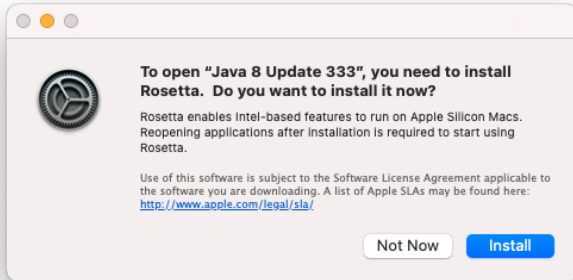 To open “Java 8 Update 333”, you need to install
Rosetta.  Do you want to install it now?
Rosetta enables Intel-based features to run on Apple Silicon Macs.
Reopening applications after installation is required to start using
Rosetta.
Use of this software is subject to the Software License Agreement applicable to
the software you are downloading. A list of Apple SLAs may be found here:
http://www.apple.com/legal/sla/
Not Now
Install